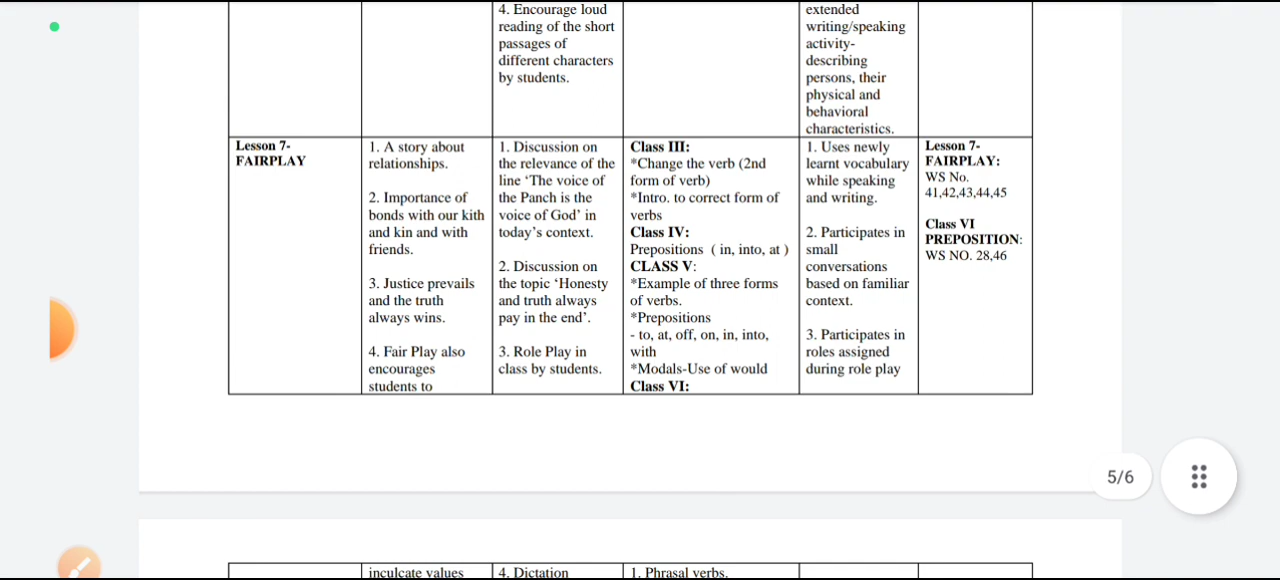 4. Encourage loud
reading of the short
passages of
different characters
by students.
extended
writing/speaking
activity-
describing
persons, their
physical and
behavioral
characteristics.
Lesson 7-
FAIRPLAY
1. A story about
relationships.
2. Importance of
bonds with our kith
and kin and with
friends.
3. Justice prevails
and the truth
always wins.
4. Fair Play also
encourages
students to
1. Discussion on
the relevance of the
line ‘The voice of
the Panch is the
voice of God’ in
today’s context.
2. Discussion on
the topic ‘Honesty
and truth always
pay in the end’.
3. Role Play in
class by students.
Class III:
*Change the verb (2nd
form of verb)
*Intro. to correct form of
verbs
Class IV:
Prepositions ( in, into, at )
CLASS V:
*Example of three forms
of verbs.
*Prepositions
- to, at, off, on, in, into,
with
*Modals-Use of would
Class VI:
1. Uses newly
learnt vocabulary
while speaking
and writing.
2. Participates in
small
conversations
based on familiar
context.
3. Participates in
roles assigned
during role play
Lesson 7-
FAIRPLAY:
WS No.
41,42,43,44,45
Class VI
PREPOSITION:
WS NO. 28,46
5/6
inculcate values
4. Dictation
1. Phrasal verbs.